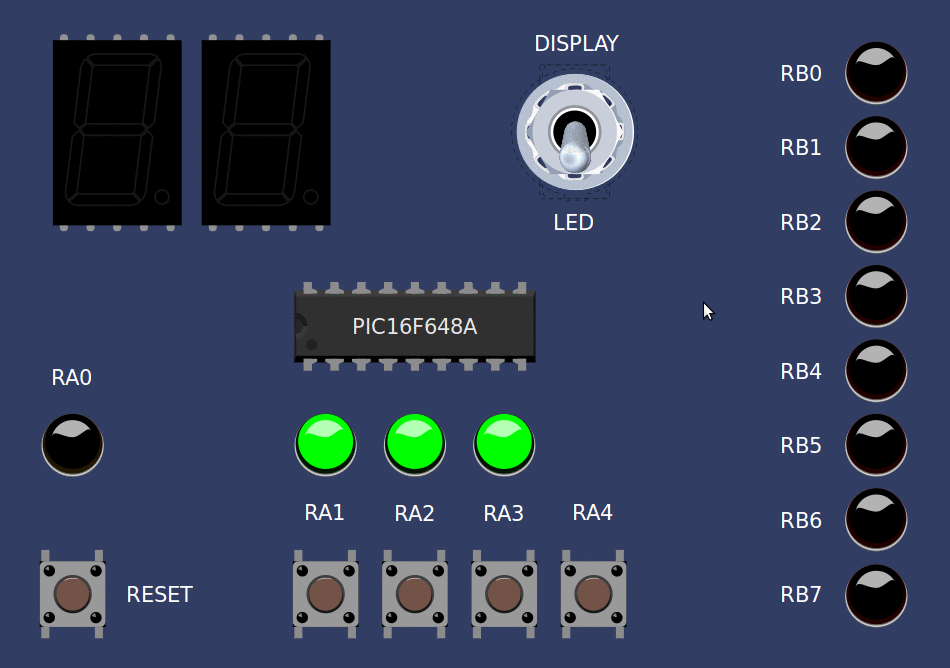 DISPLAY
RB0
RB1
LED
RB2
RB3
PIC16F648A
RB4
RA0
RB5
RA1
RA2
RA3
RA4
RB6
RESET
RB7